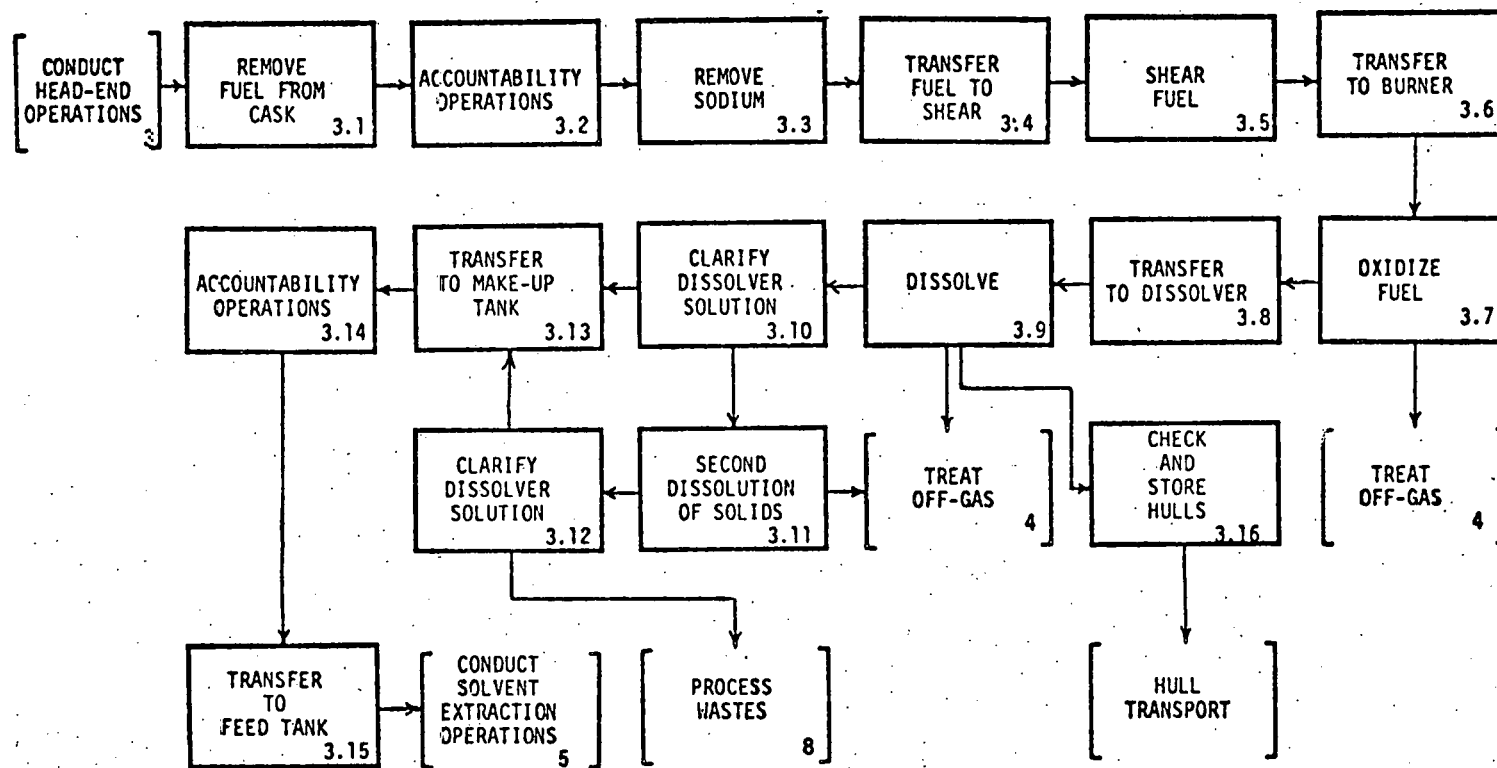 CONDUCT
HEAD-END
OPERATIONS
3
REMOVE
FUEL FROM
CASK
3.1
ACCOUNTABILITY
OPERATIONS
3.2
REMOVE
SODIUM
3.3
TRANSFER
FUEL TO
SHEAR
3.4
SHEAR
FUEL
3.5
TRANSFER
TO BURNER
3.6
ACCOUNTABILITY
OPERATIONS
3.14
TRANSFER
TO MAKE-UP
TANK
3.13
CLARIFY
DISSOLVER
SOLUTION
3.10
DISSOLVE
3.9
TRANSFER
TO DISSOLVER
3.8
OXIDIZE
FUEL
3.7
CLARIFY
DISSOLVER
SOLUTION
3.12
SECOND
DISSOLUTION
OF SOLIDS
3.11
TREAT
OFF-GAS
4
CHECK
AND
STORE
HULLS
3.16
TREAT
OFF-GAS
4
TRANSFER
TO
FEED TANK
3.15
CONDUCT
SOLVENT
EXTRACTION
OPERATIONS
5
PROCESS
WASTES
8
HULL
TRANSPORT